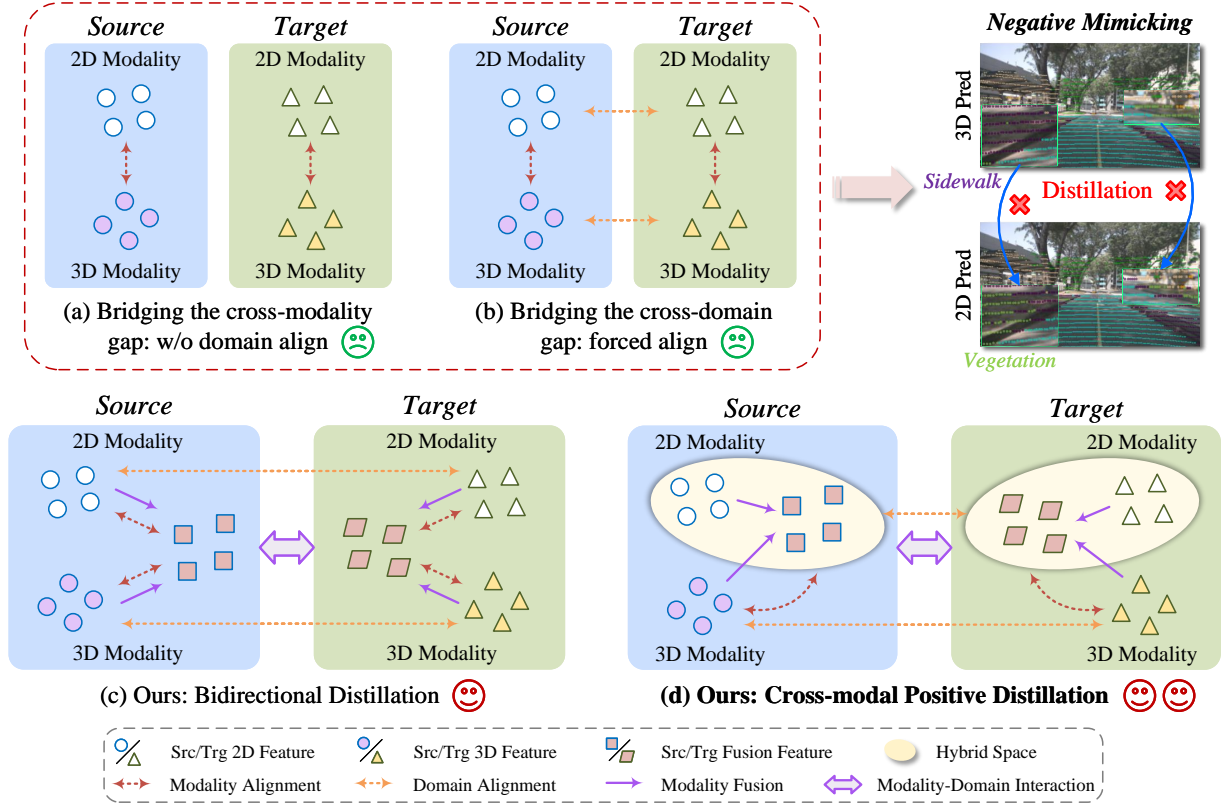 Source
Target
2D Modality
2D Modality
3D Modality
3D Modality
(a) Bridging the cross-modality
gap: w/o domain align
Source
Target
2D Modality
2D Modality
3D Modality
3D Modality
(b) Bridging the cross-domain
gap: forced align
Negative Mimicking
3D Pred
Sidewalk
Distillation
2D Pred
Vegetation
Source
Target
2D Modality
2D Modality
3D Modality
3D Modality
(c) Ours: Bidirectional Distillation
Source
Target
2D Modality
2D Modality
3D Modality
3D Modality
(d) Ours: Cross-modal Positive Distillation
Src/Trg 2D Feature
Src/Trg 3D Feature
Src/Trg Fusion Feature
Hybrid Space
Modality Alignment
Domain Alignment
Modality Fusion
Modality-Domain Interaction